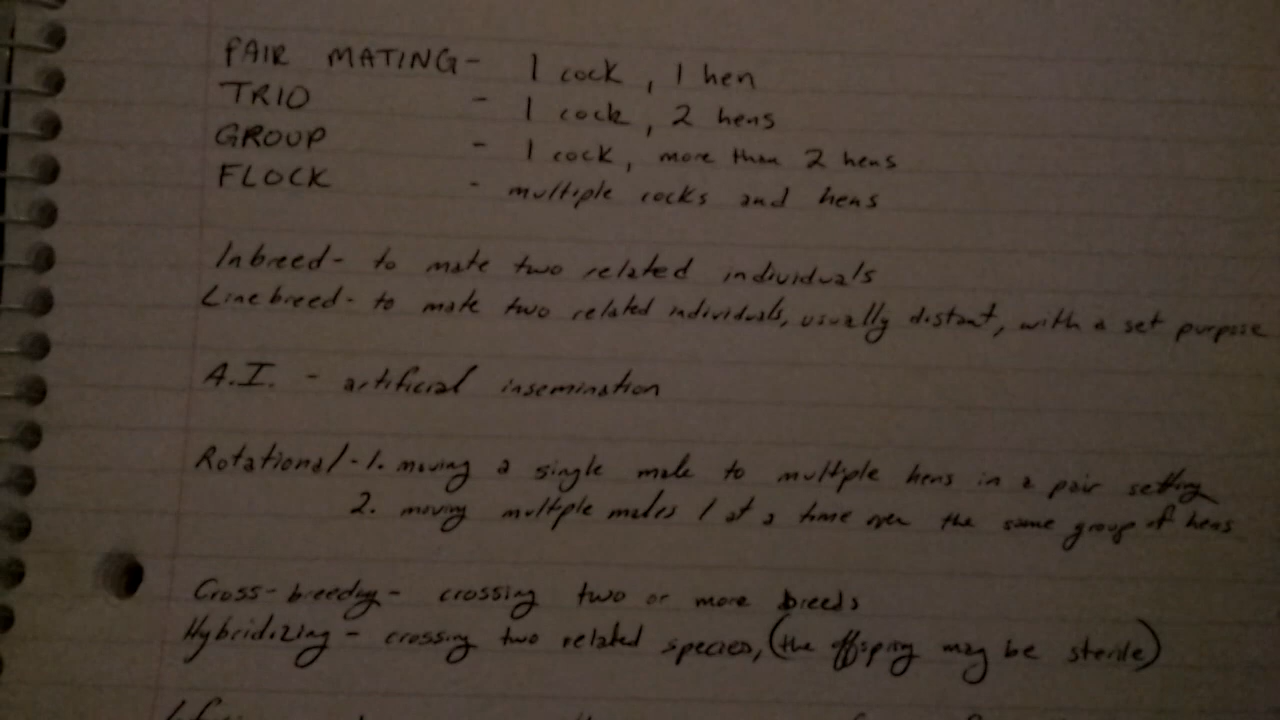 PAIR MATING - 1 cock, 1 hen
TRIO - 1 cock, 2 hens
GROUP - 1 cock, more than 2 hens
FLOCK - multiple cocks and hens
Inbreed - to mate two related individuals
Linebreed - to mate two related individuals, usually distant, with a set purpose
A.I. - artificial insemination
Rotational - 1. moving a single male to multiple hens in a pair setting
2. moving multiple males 1 at a time over the same group of hens
Cross-breeding - crossing two or more breeds
Hybridizing - crossing two related species, (the offspring may be sterile)